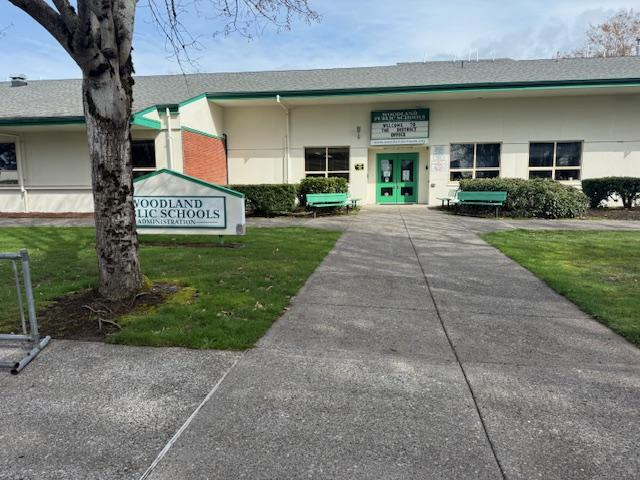 WOODLAND
PUBLIC SCHOOLS
WELCOME TO
THE DISTRICT
OFFICE
WOODLAND
PUBLIC SCHOOLS
ADMINISTRATION